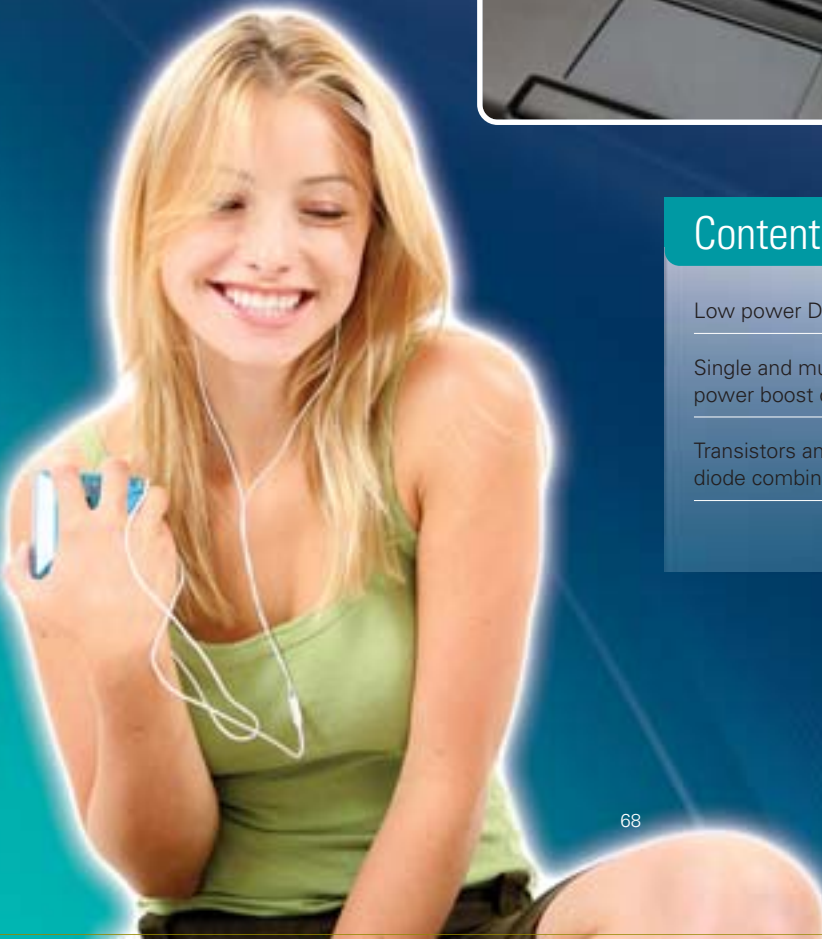 Content
Low power D
Single and mu
power boost
Transistors an
diode combin
68